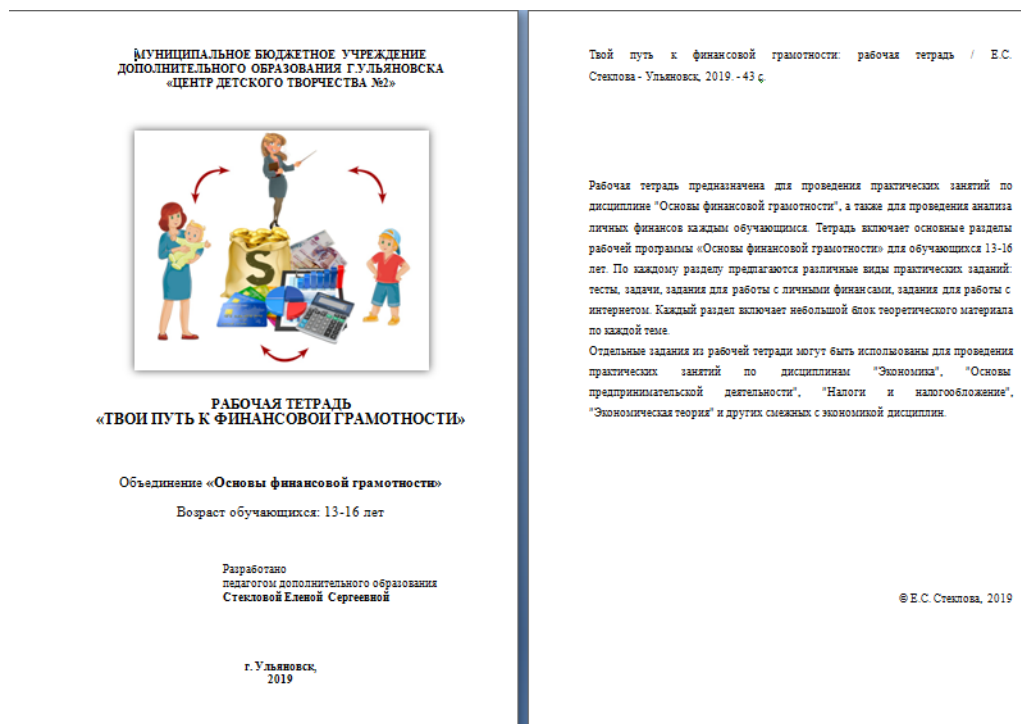 МУНИЦИПАЛЬНОЕ БЮДЖЕТНОЕ УЧРЕЖДЕНИЕ
ДОПОЛНИТЕЛЬНОГО ОБРАЗОВАНИЯ Г.УЛЬЯНОВСКА
«ЦЕНТР ДЕТСКОГО ТВОРЧЕСТВА №2»
S
РАБОЧАЯ ТЕТРАДЬ
«ТВОЙ ПУТЬ К ФИНАНСОВОЙ ГРАМОТНОСТИ»
Объединение «Основы финансовой грамотности»
Возраст обучающихся: 13-16 лет
Разработано
педагогом дополнительного образования
Стекловой Еленой Сергеевной
г. Ульяновск,
2019
Твой путь к финансовой грамотности: рабочая тетрадь / Е.С.
Стеклова - Ульяновск, 2019. - 43 с.
Рабочая тетрадь предназначена для проведения практических занятий по
дисциплине "Основы финансовой грамотности", а также для проведения анализа
личных финансов каждым обучающимся. Тетрадь включает основные разделы
рабочей программы «Основы финансовой грамотности» для обучающихся 13-16
лет. По каждому разделу предлагаются различные виды практических заданий:
тесты, задачи, задания для работы с личными финансами, задания для работы с
интернетом. Каждый раздел включает небольшой блок теоретического материала
по каждой теме.
Отдельные задания из рабочей тетради могут быть использованы для проведения
практических занятий по дисциплинам "Экономика", "Основы
предпринимательской деятельности", "Налоги и налогообложение",
"Экономическая теория" и других смежных с экономикой дисциплин.
© Е.С. Стеклова, 2019